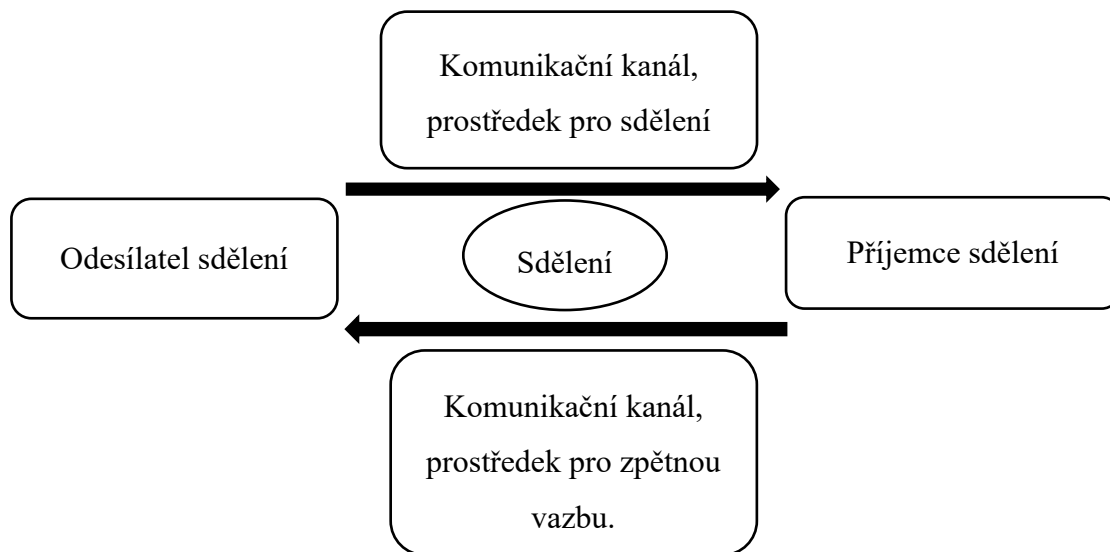 Komunikační kanál,
prostředek pro sdělení
Odesílatel sdělení
Sdělení
Příjemce sdělení
Komunikační kanál,
prostředek pro zpětnou
vazbu.